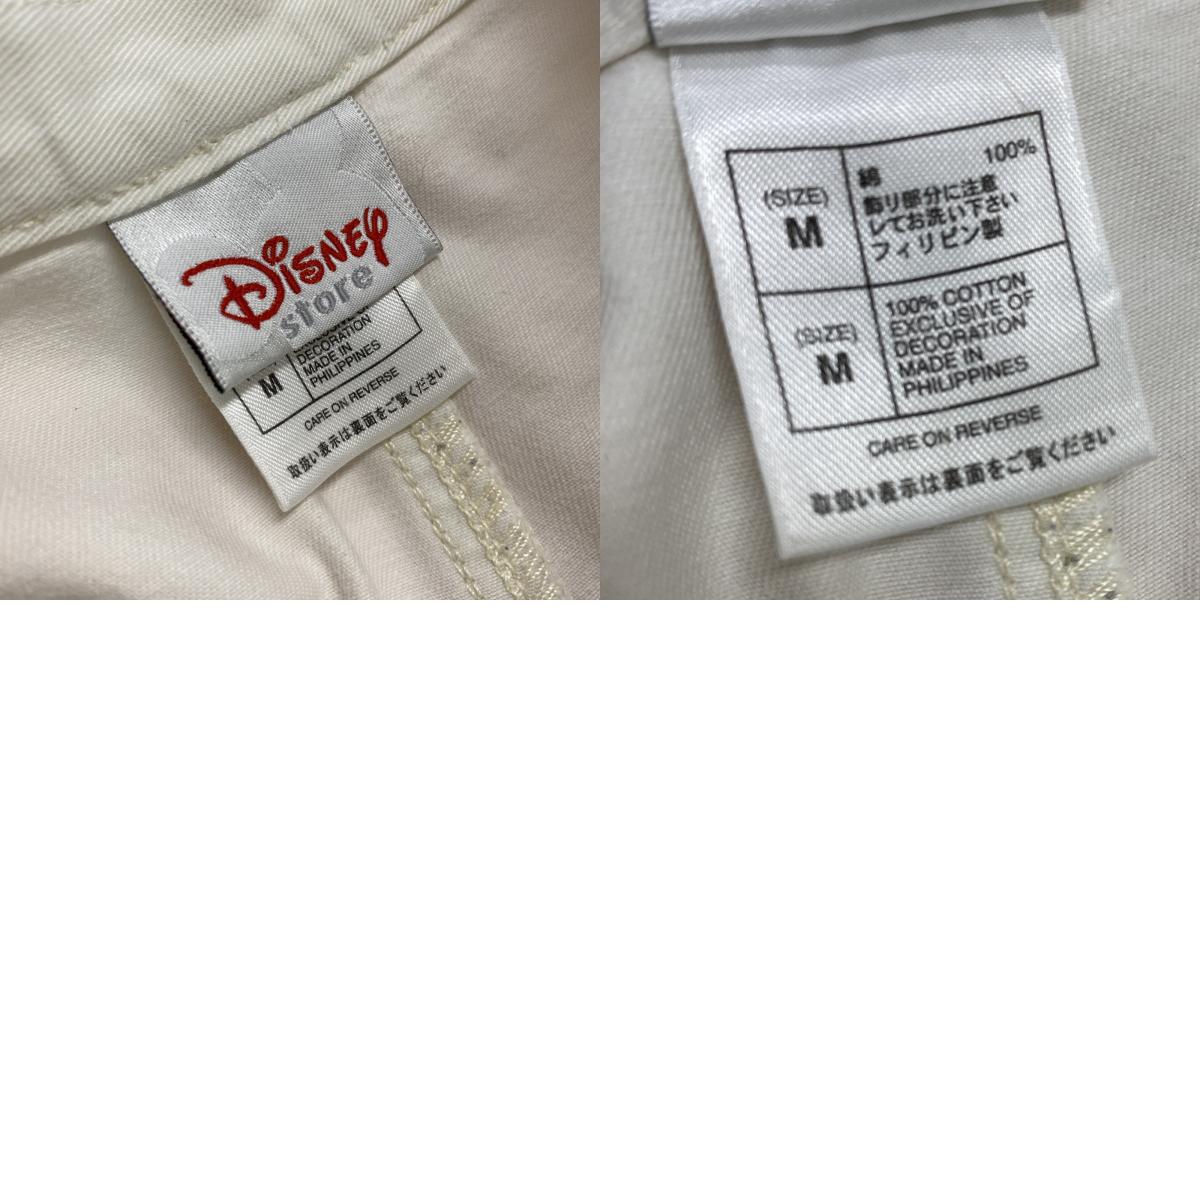 Disney
store
EXCLUSIVE OF
DECORATION
MADE IN
PHILIPPINES
M
CARE ON REVERSE
取扱い表示は裏面をご覧ください
(SIZE)
M
綿 100%
飾り部分に注意
してお洗い下さい
フィリピン製
(SIZE)
M
100% COTTON
EXCLUSIVE OF
DECORATION
MADE IN
PHILIPPINES
CARE ON REVERSE
取扱い表示は裏面をご覧ください